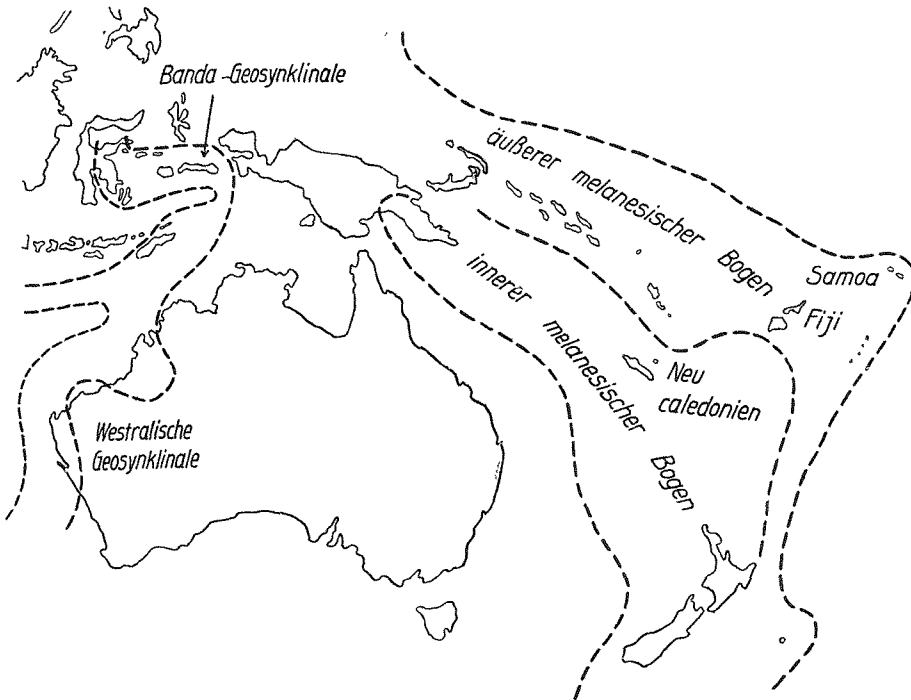 Banda-Geosynklinale
äußerer melanesischer Bogen
Samoa
Fiji
innerer melanesischer Bogen
Neu
caledonien
Westralische
Geosynklinale